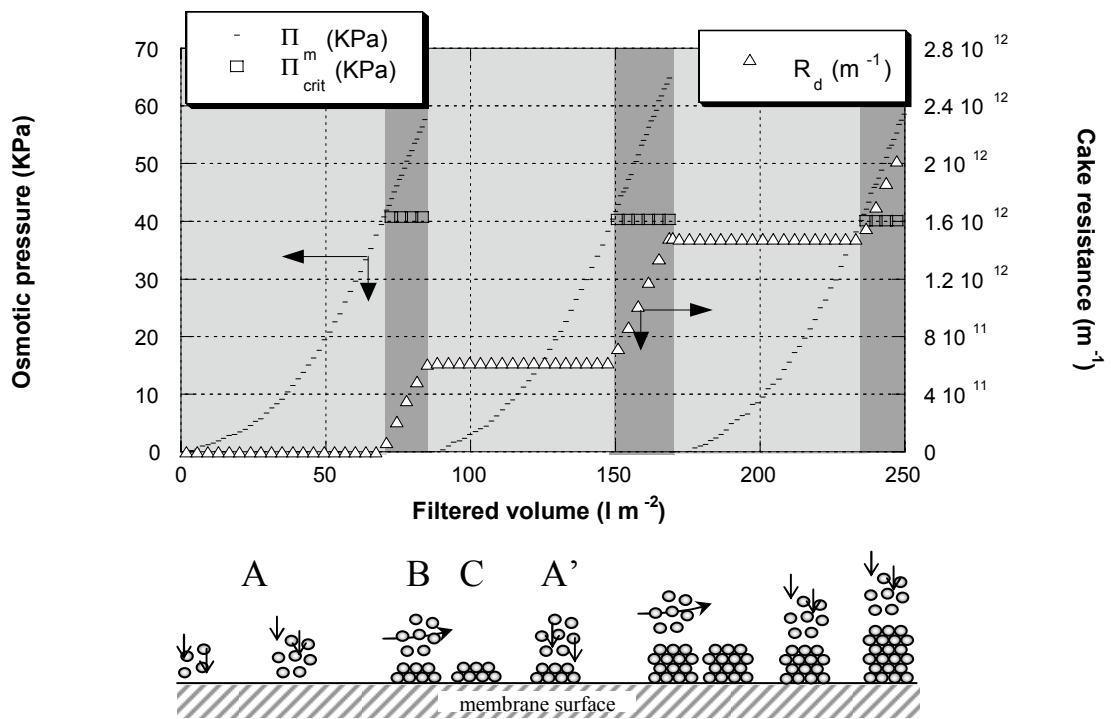 Π m (KPa)
Π crit (KPa)
R d (m -1)
70
60
50
40
30
20
10
0
Osmotic pressure (KPa)
2.8 10 12
2.4 10 12
2 10 12
1.6 10 12
1.2 10 12
8 10 11
4 10 11
0
Cake resistance (m -1)
0 50 100 150 200 250
Filtered volume (l m -2)
A B C A’
membrane surface